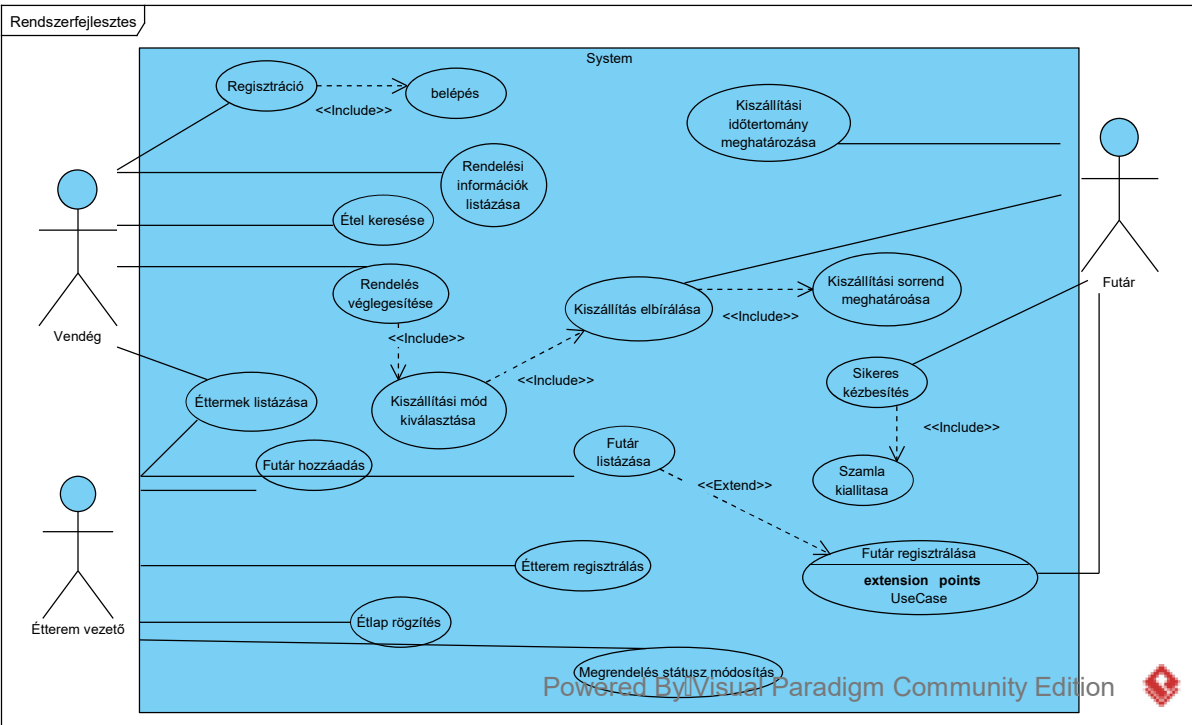 Rendszerfejlesztes
System
Regisztráció
<<Include>>
belépés
Kiszállítási
időtertomány
meghatározása
Rendelési
információk
listázása
Étel keresése
Vendég
Futár
Rendelés
véglegesítése
<<Include>>
Kiszállítás elbírálása
<<Include>>
Kiszállítási sorrend
meghatároása
<<Include>>
Kiszállítási mód
kiválasztása
Sikeres
kézbesítés
<<Include>>
Éttermek listázása
Futár hozzáadás
Futár
listázása
<<Extend>>
Szamla
kiallitasa
Futár regisztrálása
extension points
UseCase
Étterem regisztrálás
Étterem vezető
Étlap rögzítés
Megrendelés státusz módosítás
Powered By Visual Paradigm Community Edition